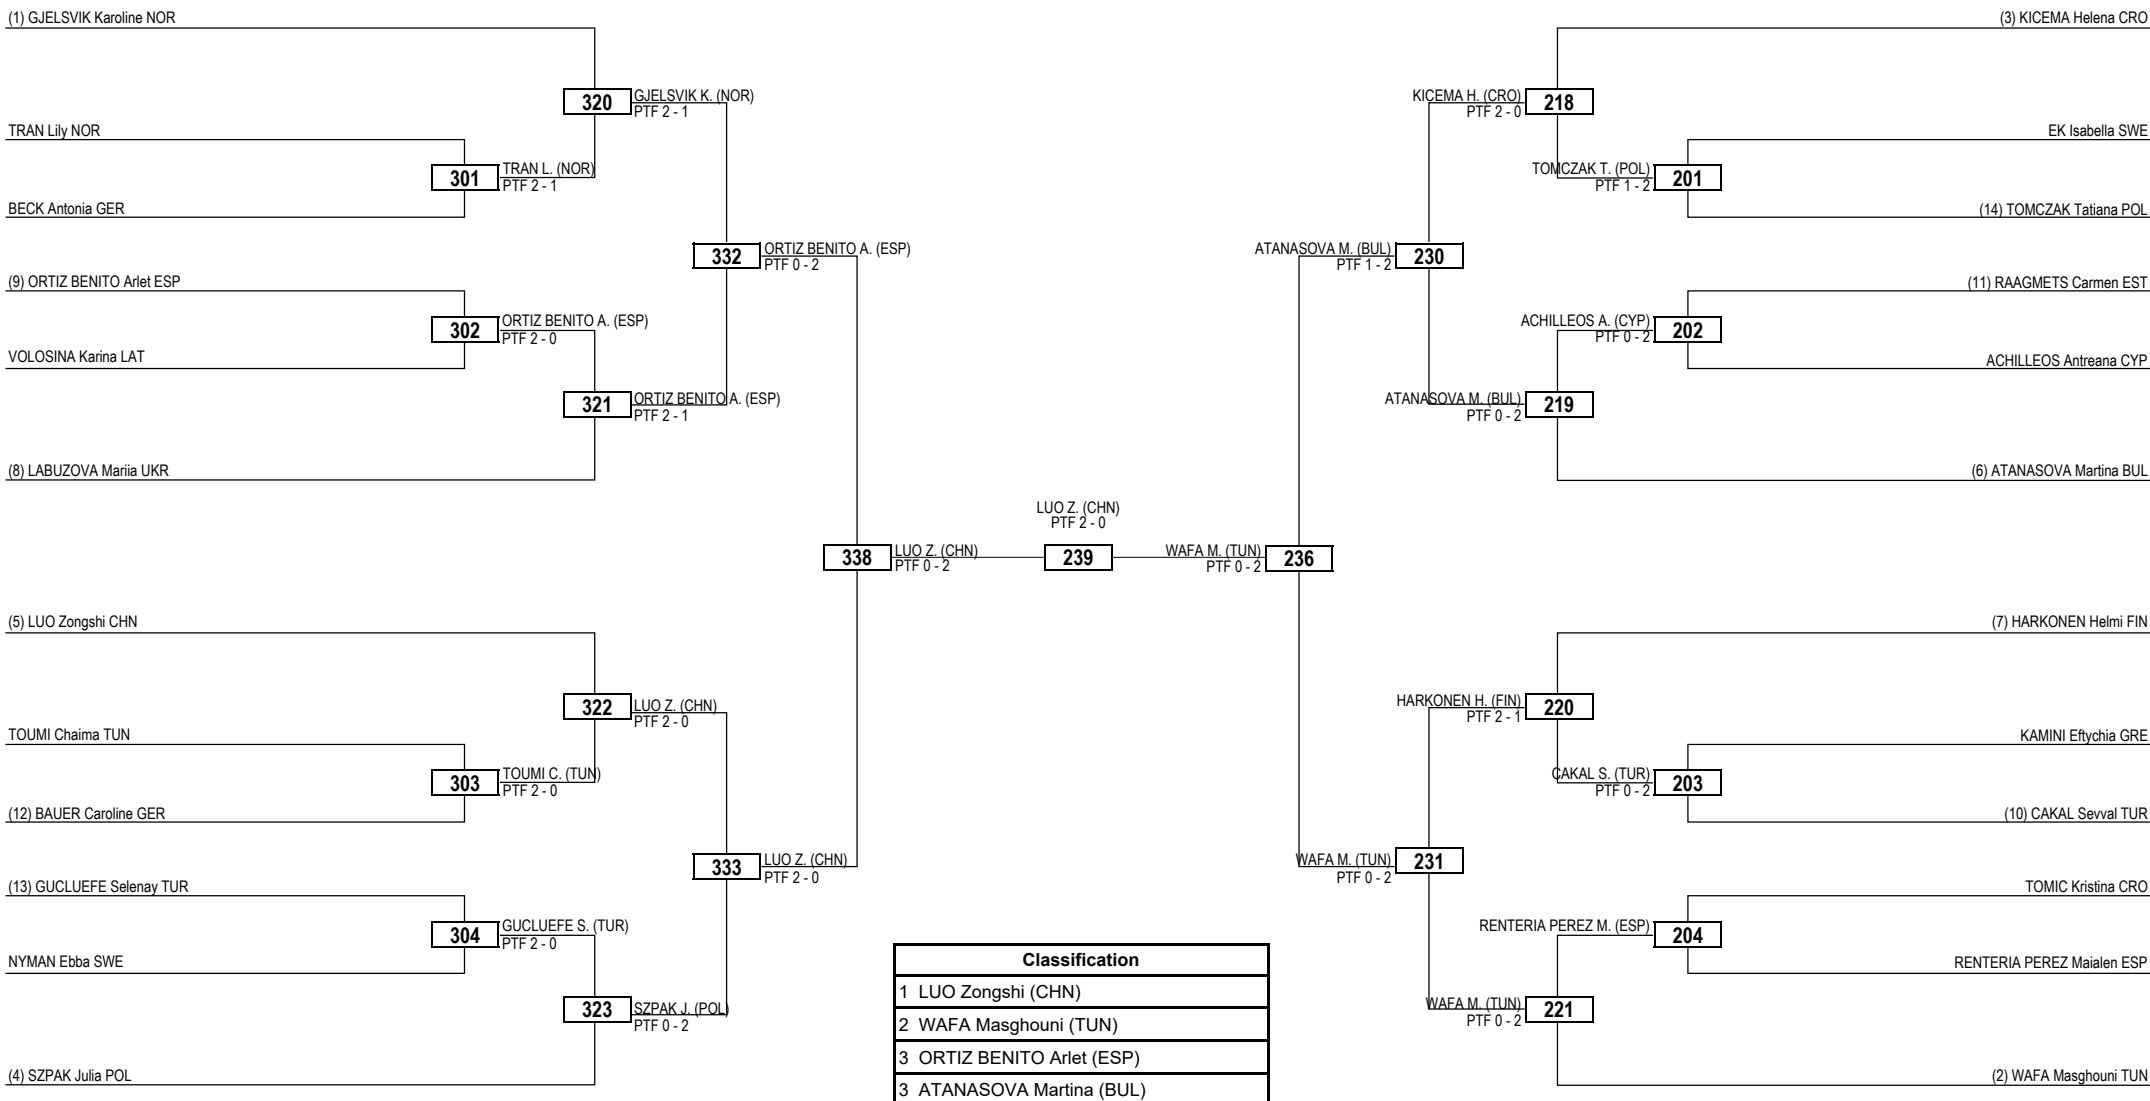 (1) GJELSVIK Karoline NOR
320
GJELSVIK K. (NOR)
PTF 2 - 1
TRAN Lily NOR
301
TRAN L. (NOR)
PTF 2 - 1
BECK Antonia GER
332
ORTIZ BENITO A. (ESP)
PTF 0 - 2
(9) ORTIZ BENITO Arlet ESP
302
ORTIZ BENITO A. (ESP)
PTF 2 - 0
VOLOSINA Karina LAT
321
ORTIZ BENITO A. (ESP)
PTF 2 - 1
(8) LABUZOVA Mariia UKR
338
LUO Z. (CHN)
PTF 0 - 2
(5) LUO Zongshi CHN
322
LUO Z. (CHN)
PTF 2 - 0
TOUMI Chaima TUN
303
TOUMI C. (TUN)
PTF 2 - 0
(12) BAUER Caroline GER
333
LUO Z. (CHN)
PTF 2 - 0
(13) GUCLUEFE Selenay TUR
304
GUCLUEFE S. (TUR)
PTF 2 - 0
NYMAN Ebba SWE
323
SZPAK J. (POL)
PTF 0 - 2
(4) SZPAK Julia POL
LUO Z. (CHN)
PTF 2 - 0
239
(3) KICEMA Helena CRO
KICEMA H. (CRO)
PTF 2 - 0
218
EK Isabella SWE
TOMCZAK T. (POL)
PTF 1 - 2
201
(14) TOMCZAK Tatiana POL
ATANASOVA M. (BUL)
PTF 1 - 2
230
(11) RAAGMETS Carmen EST
ACHILLEOS A. (CYP)
PTF 0 - 2
202
ACHILLEOS Antreana CYP
ATANASOVA M. (BUL)
PTF 0 - 2
219
(6) ATANASOVA Martina BUL
WAFA M. (TUN)
PTF 0 - 2
236
(7) HARKONEN Helmi FIN
HARKONEN H. (FIN)
PTF 2 - 1
220
KAMINI Eftychia GRE
CAKAL S. (TUR)
PTF 0 - 2
203
(10) CAKAL Sevval TUR
WAFA M. (TUN)
PTF 0 - 2
231
TOMIC Kristina CRO
RENTERIA PEREZ M. (ESP)
204
RENTERIA PEREZ Maialen ESP
WAFA M. (TUN)
PTF 0 - 2
221
(2) WAFA Masghouni TUN
Classification
1 LUO Zongshi (CHN)
2 WAFA Masghouni (TUN)
3 ORTIZ BENITO Arlet (ESP)
3 ATANASOVA Martina (BUL)